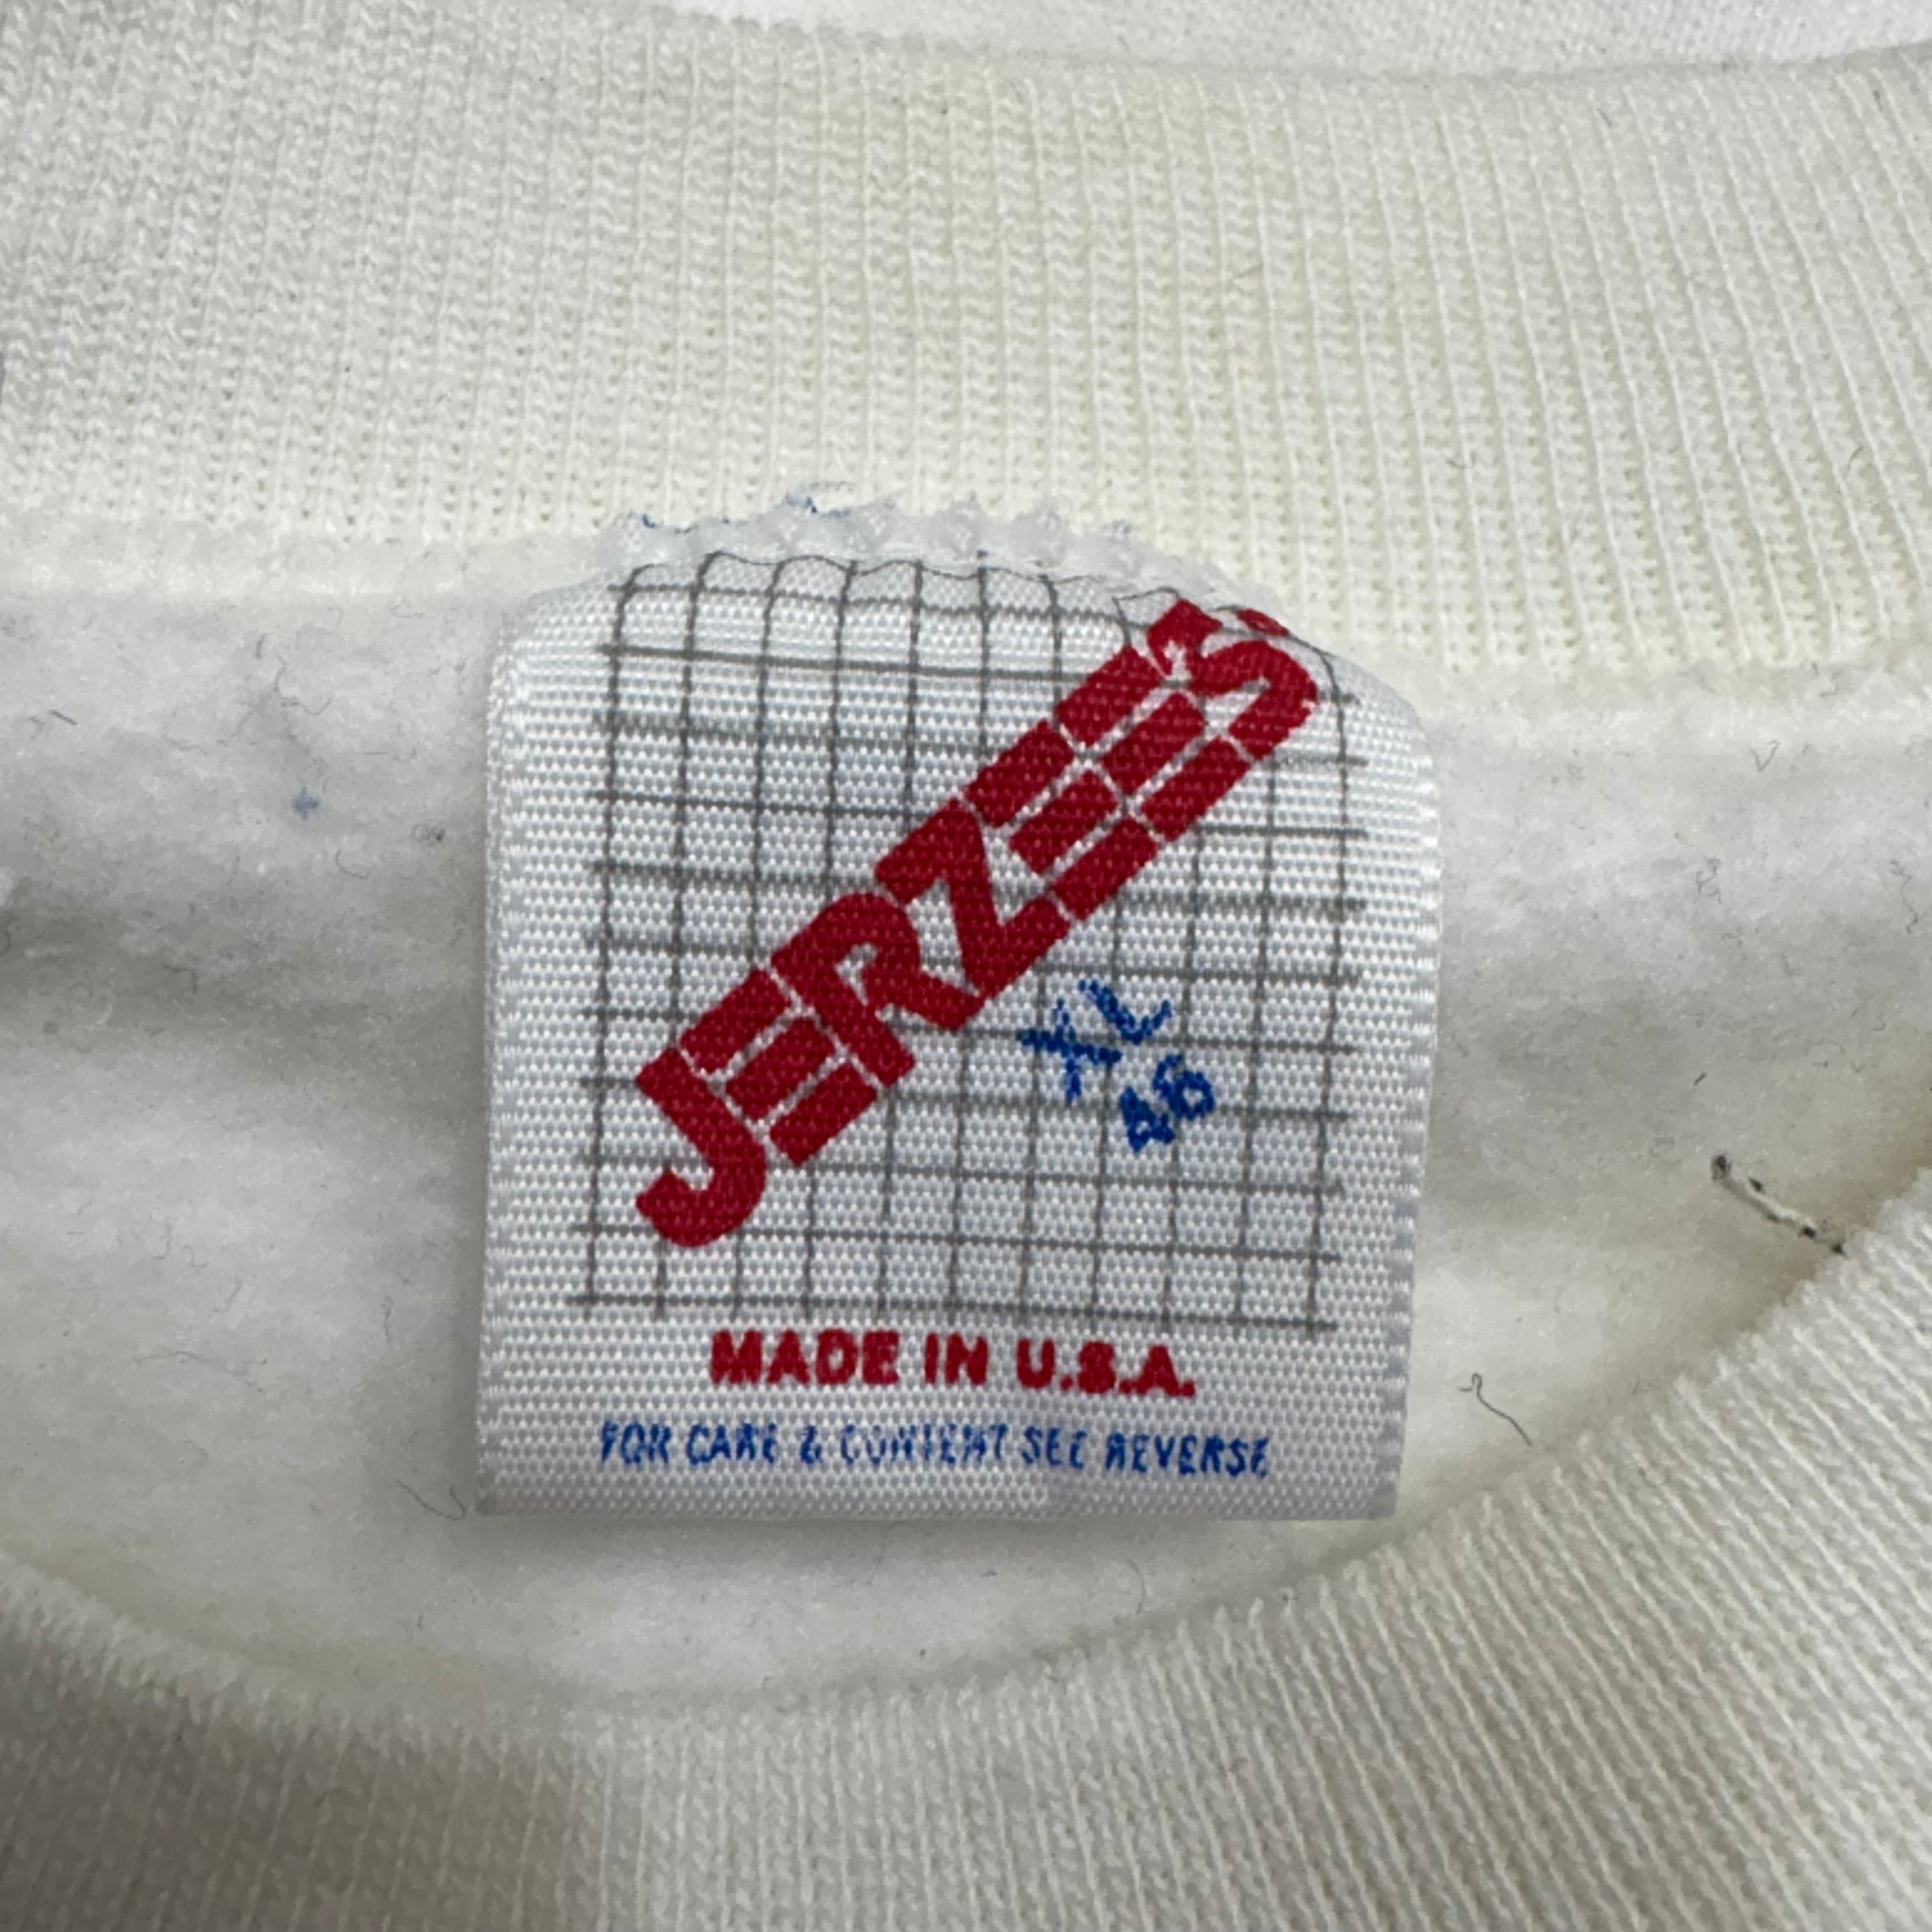 JERZEES
XL
46
MADE IN U.S.A.
FOR CARE & CONTENT SEE REVERSE